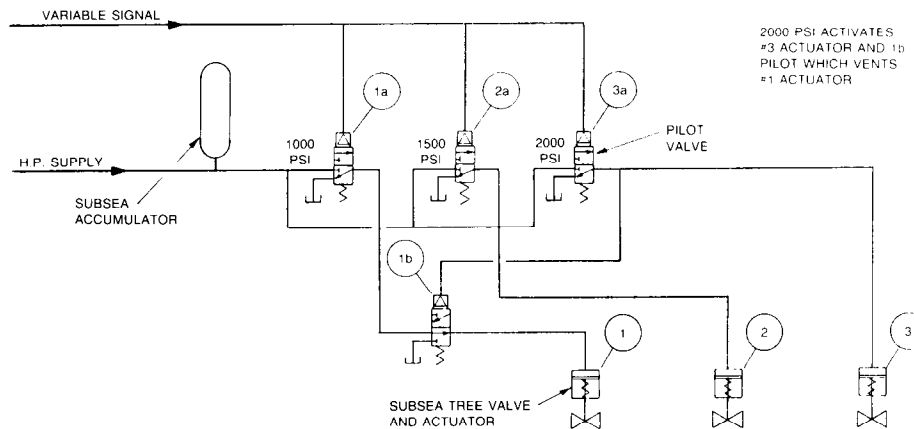 VARIABLE SIGNAL
2000 PSI ACTIVATES
#3 ACTUATOR AND 1b
PILOT WHICH VENTS
#1 ACTUATOR
1a
2a
3a
1000
PSI
1500
PSI
2000
PSI
PILOT
VALVE
H.P. SUPPLY
SUBSEA
ACCUMULATOR
1b
1
2
3
SUBSEA TREE VALVE
AND ACTUATOR